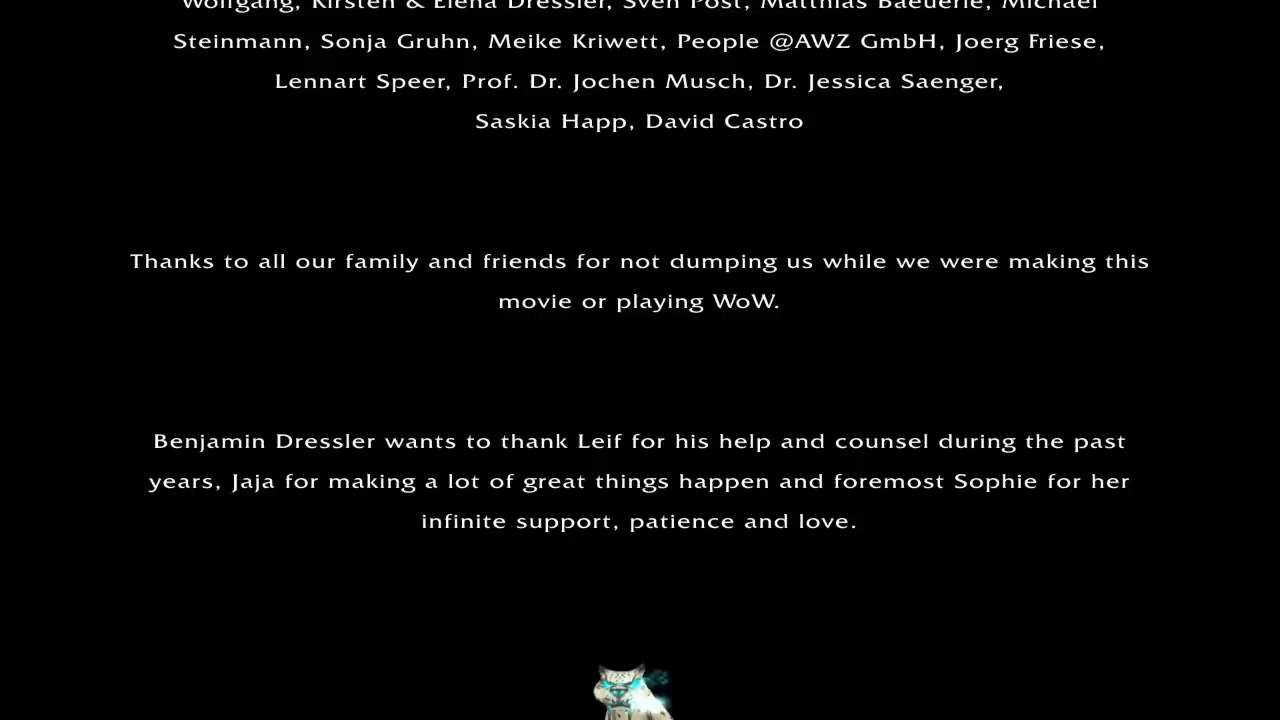 Wolfgang, Kirsten & Elena Dressler, Sven Post, Matthias Baeuerle, Michael
Steinmann, Sonja Gruhn, Meike Kriwett, People @AWZ GmbH, Joerg Friese,
Lennart Speer, Prof. Dr. Jochen Musch, Dr. Jessica Saenger,
Saskia Happ, David Castro
Thanks to all our family and friends for not dumping us while we were making this
movie or playing WoW.
Benjamin Dressler wants to thank Leif for his help and counsel during the past
years, Jaja for making a lot of great things happen and foremost Sophie for her
infinite support, patience and love.